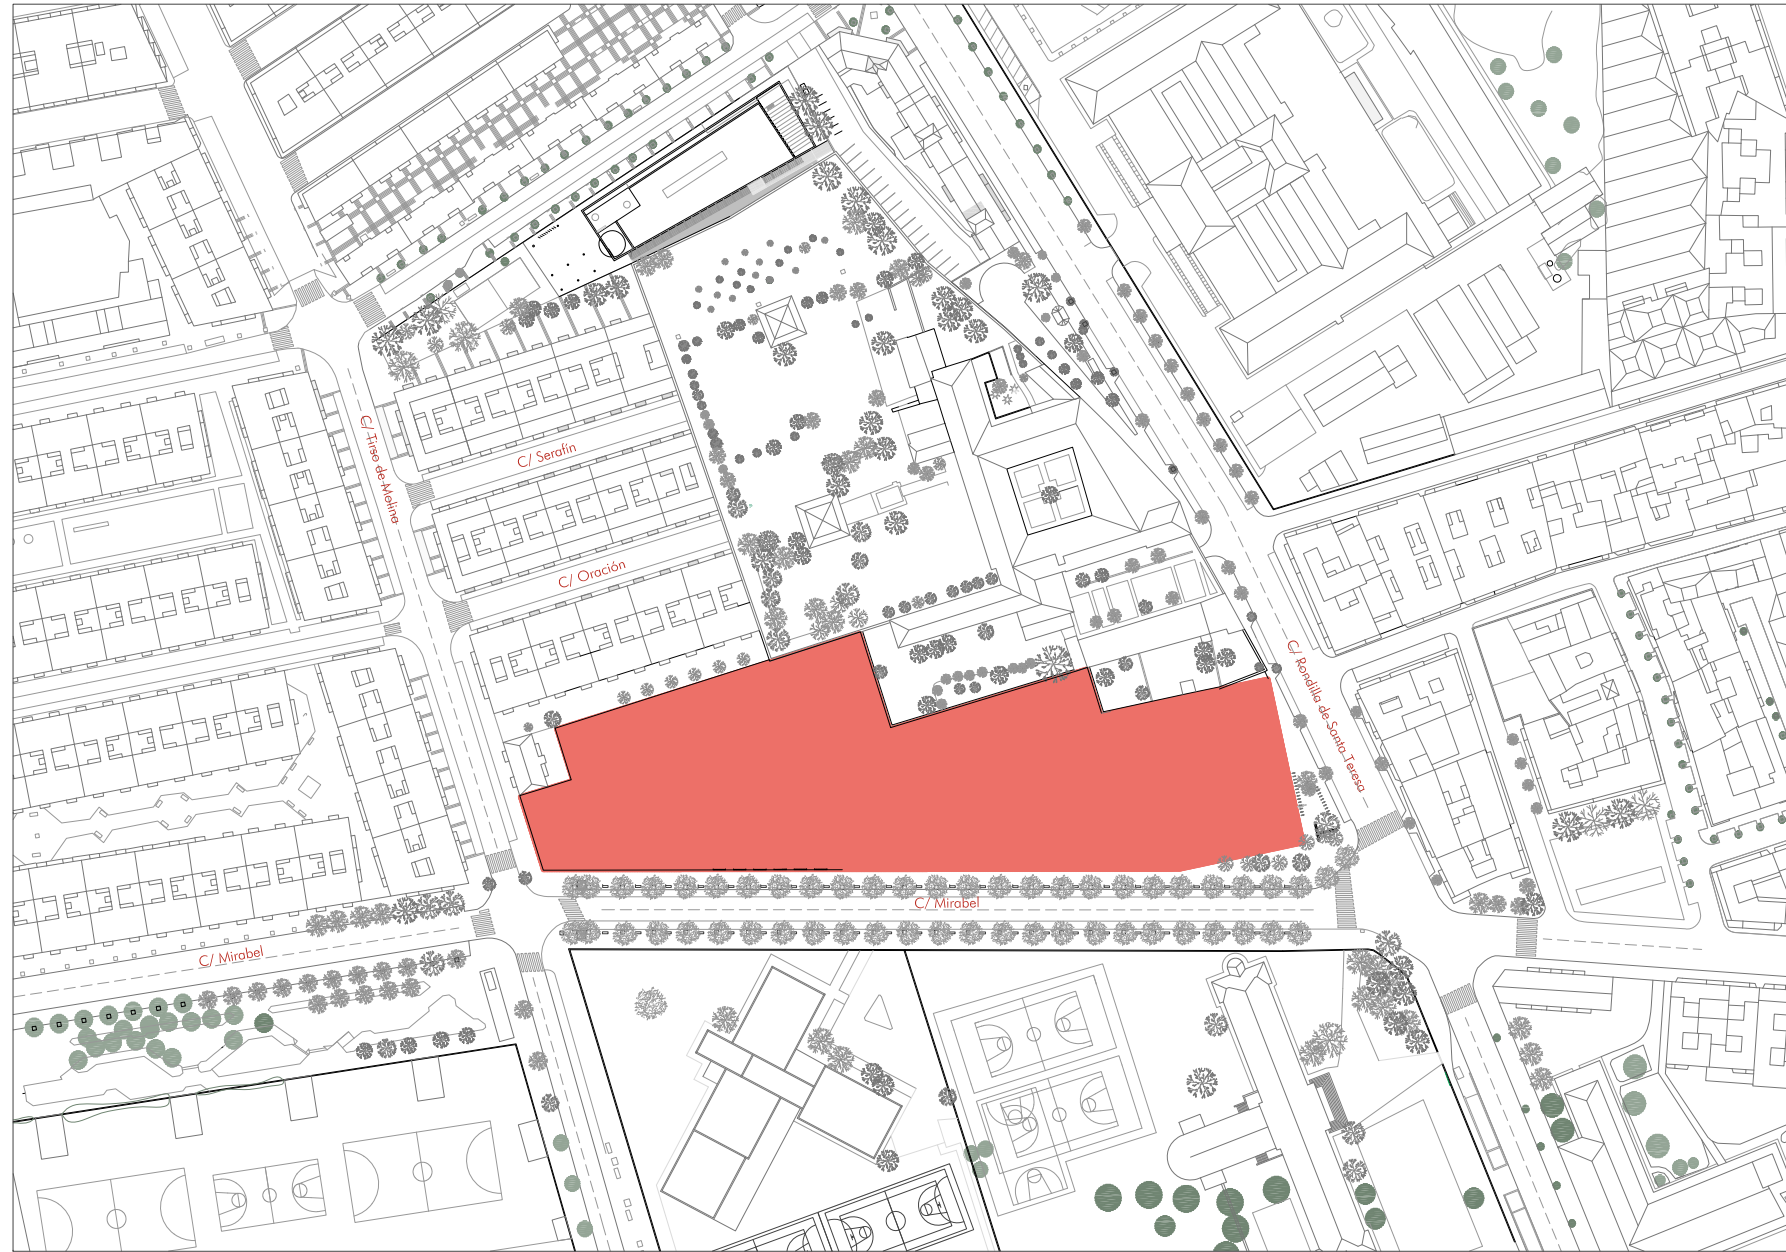 C/ Tirso de Molina
C/ Serafín
C/ Oración
C/ Rondilla de Santa Teresa
C/ Mirabel
C/ Mirabel